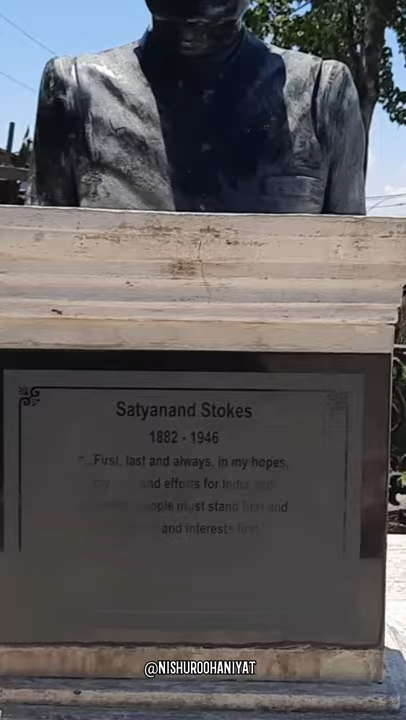 Satyanand Stokes
1882 - 1946
"...First, last and always, in my hopes,
and efforts for India and
people must stand first and
and interests first
@NISHUROOHANIYAT